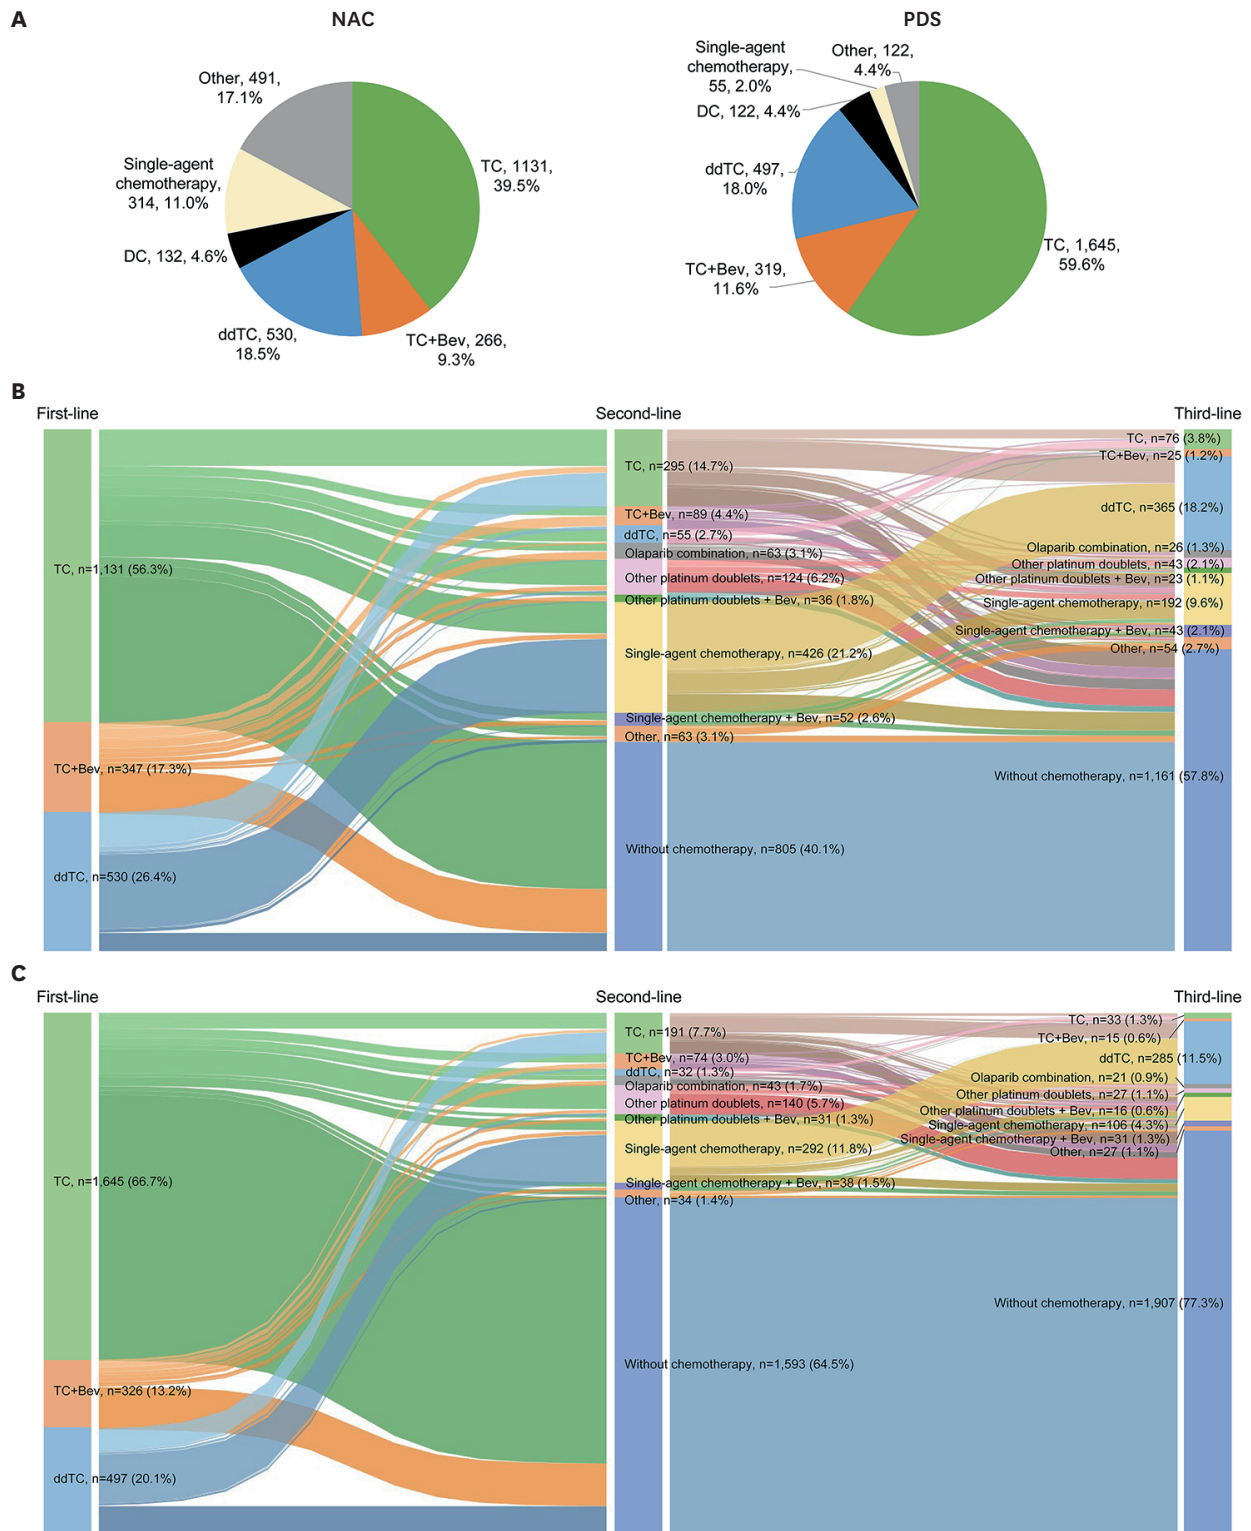 A
NAC
PDS
Other, 491,
17.1%
Single-agent
chemotherapy,
314, 11.0%
DC, 132, 4.6%
ddTC, 530,
18.5%
TC+Bev, 266,
9.3%
TC, 1131,
39.5%
Single-agent
chemotherapy,
55, 2.0%
Other, 122,
4.4%
DC, 122, 4.4%
ddTC, 497,
18.0%
TC+Bev, 319,
11.6%
TC, 1,645,
59.6%
B
First-line
Second-line
Third-line
TC, n=1,131 (56.3%)
TC+Bev, n=347 (17.3%)
ddTC, n=530 (26.4%)
TC, n=295 (14.7%)
TC+Bev, n=89 (4.4%)
ddTC, n=55 (2.7%)
Olaparib combination, n=63 (3.1%)
Other platinum doublets, n=124 (6.2%)
Other platinum doublets + Bev, n=36 (1.8%)
Single-agent chemotherapy, n=426 (21.2%)
Single-agent chemotherapy + Bev, n=52 (2.6%)
Other, n=63 (3.1%)
Without chemotherapy, n=805 (40.1%)
TC, n=76 (3.8%)
TC+Bev, n=25 (1.2%)
ddTC, n=365 (18.2%)
Olaparib combination, n=26 (1.3%)
Other platinum doublets, n=43 (2.1%)
Other platinum doublets + Bev, n=23 (1.1%)
Single-agent chemotherapy, n=192 (9.6%)
Single-agent chemotherapy + Bev, n=43 (2.1%)
Other, n=54 (2.7%)
Without chemotherapy, n=1,161 (57.8%)
C
First-line
Second-line
Third-line
TC, n=1,645 (66.7%)
TC+Bev, n=326 (13.2%)
ddTC, n=497 (20.1%)
TC, n=191 (7.7%)
TC+Bev, n=74 (3.0%)
ddTC, n=32 (1.3%)
Olaparib combination, n=43 (1.7%)
Other platinum doublets, n=140 (5.7%)
Other platinum doublets + Bev, n=31 (1.3%)
Single-agent chemotherapy, n=292 (11.8%)
Single-agent chemotherapy + Bev, n=38 (1.5%)
Other, n=34 (1.4%)
Without chemotherapy, n=1,593 (64.5%)
TC, n=33 (1.3%)
TC+Bev, n=15 (0.6%)
ddTC, n=285 (11.5%)
Olaparib combination, n=21 (0.9%)
Other platinum doublets, n=27 (1.1%)
Other platinum doublets + Bev, n=16 (0.6%)
Single-agent chemotherapy, n=106 (4.3%)
Single-agent chemotherapy + Bev, n=31 (1.3%)
Other, n=27 (1.1%)
Without chemotherapy, n=1,907 (77.3%)